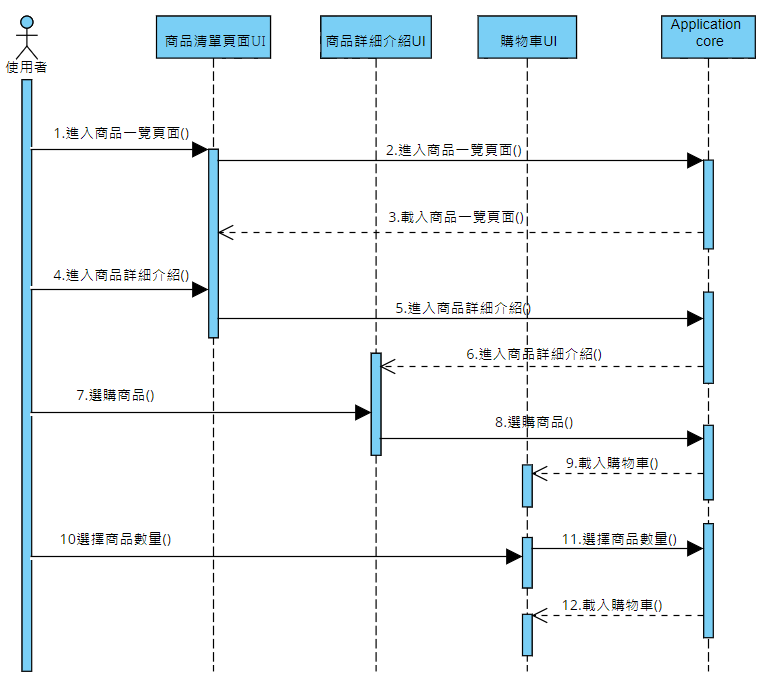 使用者
商品清單頁面UI
商品詳細介紹UI
購物車UI
Application
core
1.進入商品一覽頁面()
2.進入商品一覽頁面()
3.載入商品一覽頁面()
4.進入商品詳細介紹()
5.進入商品詳細介紹()
6.進入商品詳細介紹()
7.選購商品()
8.選購商品()
9.載入購物車()
10選擇商品數量()
11.選擇商品數量()
12.載入購物車()